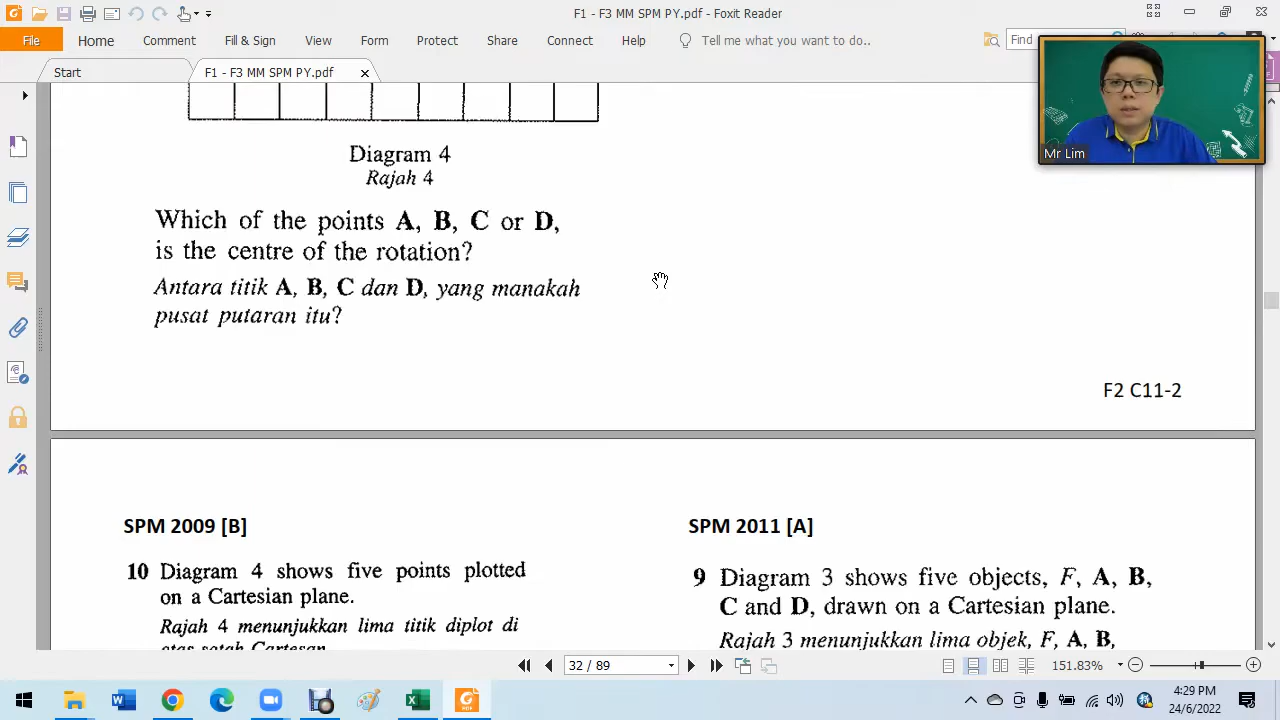 F1 - F3 MM SPM PY.pdf - Foxit Reader
File Home Comment Fill & Sign View Form Protect Share Connect Help Tell me what you want to do.. Find
Start F1 - F3 MM SPM PY.pdf
Mr Lim
Diagram 4
Rajah 4
Which of the points A, B, C or D,
is the centre of the rotation?
Antara titik A, B, C dan D, yang manakah
pusat putaran itu?
F2 C11-2
SPM 2009 [B]
10 Diagram 4 shows five points plotted
on a Cartesian plane.
Rajah 4 menunjukkan lima titik diplot di
atas satah Cartesan
SPM 2011 [A]
9 Diagram 3 shows five objects, F, A, B,
C and D, drawn on a Cartesian plane.
Rajah 3 menunjukkan lima objek, F, A, B,
32 / 89
151.83%
4:29 PM
24/6/2022